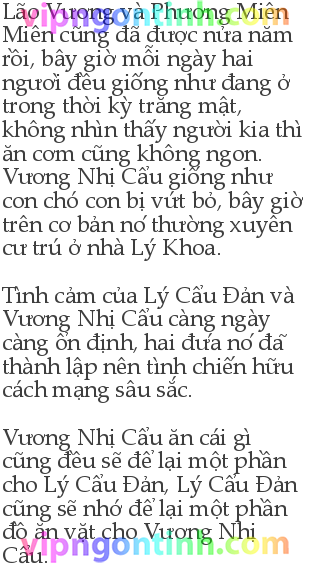 Lão Vương và Phương Miên
Miên cũng đã được nửa năm
rồi, bây giờ mỗi ngày hai
người đều giống như đang ở
trong thời kỳ trăng mật,
không nhìn thấy người kia thì
ăn cơm cũng không ngon.
Vương Nhị Cẩu giống như
con chó con bị vứt bỏ, bây giờ
trên cơ bản nó thường xuyên
cư trú ở nhà Lý Khoa.

Tình cảm của Lý Cẩu Đản và
Vương Nhị Cẩu càng ngày
càng ổn định, hai đứa nó đã
thành lập nên tình chiến hữu
cách mạng sâu sắc.

Vương Nhị Cẩu ăn cái gì
cũng đều sẽ để lại một phần
cho Lý Cẩu Đản, Lý Cẩu Đản
cũng sẽ nhớ để lại một phần
đồ ăn vặt cho Vương Nhị
Cẩu.
vipngontinh.com
vipngontinh.com